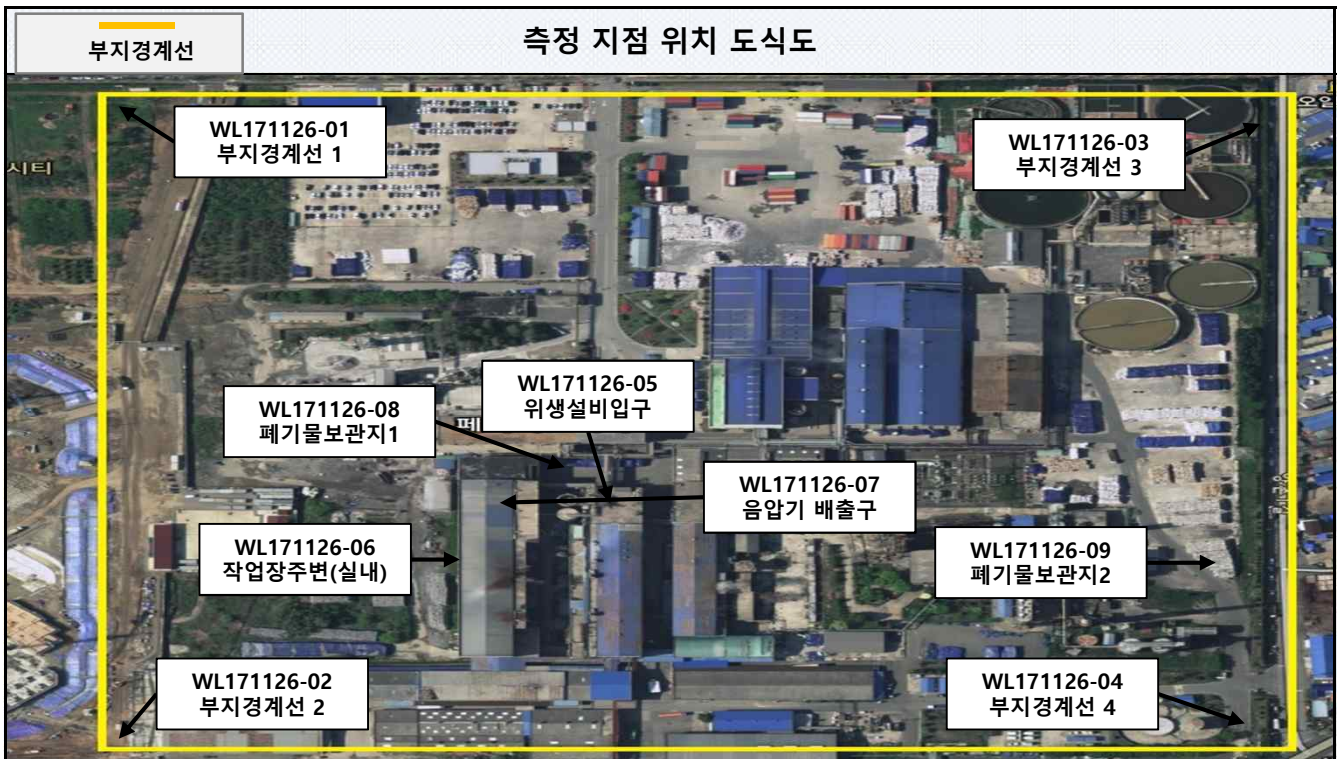 부지경계선
측정 지점 위치 도식도
WL171126-01
부지경계선 1
WL171126-03
부지경계선 3
시티
WL171126-05
위생설비입구
WL171126-08
폐기물보관지1
페
WL171126-07
음압기 배출구
WL171126-06
작업장주변(실내)
WL171126-09
폐기물보관지2
WL171126-02
부지경계선 2
WL171126-04
부지경계선 4